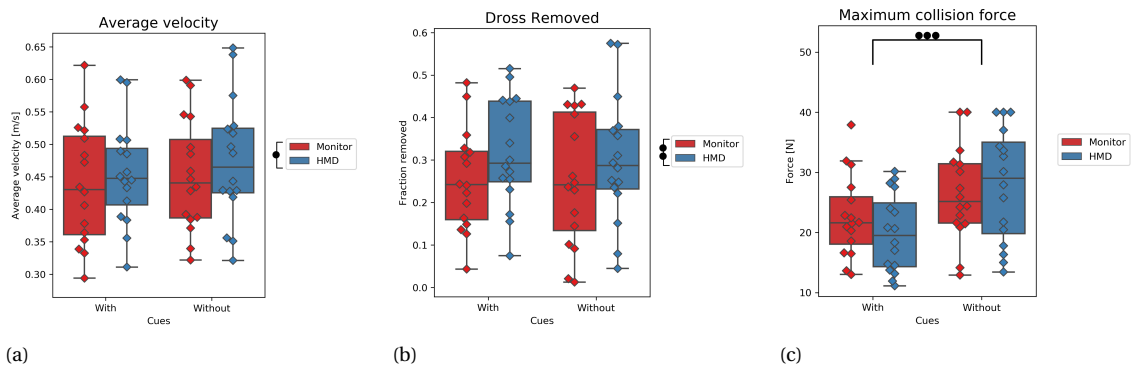 Average velocity
Average velocity [m/s]
0.65
0.60
0.55
0.50
0.45
0.40
0.35
0.30
With
Without
Cues
Monitor
HMD
(a)
Dross Removed
Fraction removed
0.6
0.5
0.4
0.3
0.2
0.1
0.0
With
Without
Cues
Monitor
HMD
(b)
Maximum collision force
Force [N]
50
40
30
20
10
With
Without
Cues
Monitor
HMD
(c)